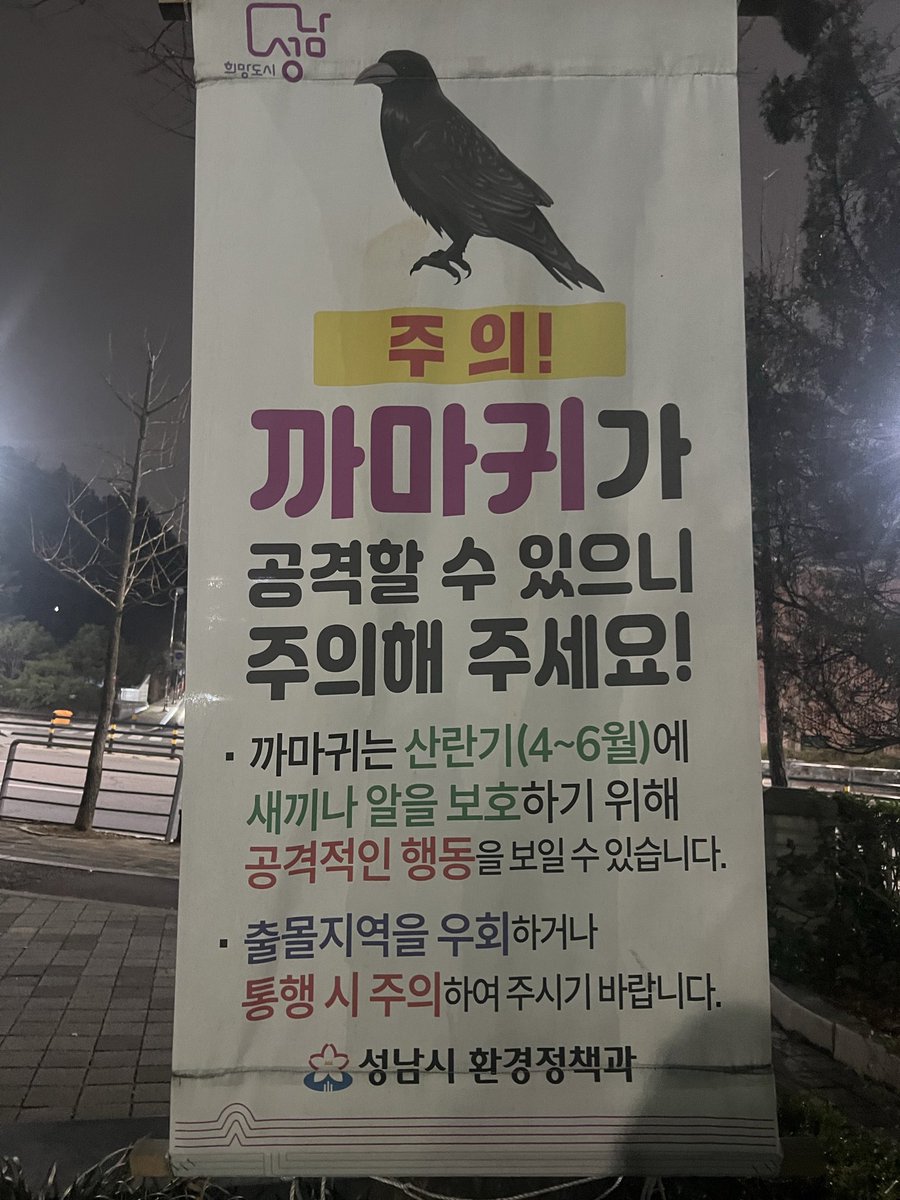 성남
희망도시
주의!
까마귀가
공격할 수 있으니
주의해 주세요!
· 까마귀는 산란기(4~6월)에
새끼나 알을 보호하기 위해
공격적인 행동을 보일 수 있습니다.
· 출몰지역을 우회하거나
통행 시 주의하여 주시기 바랍니다.
성남시 환경정책과